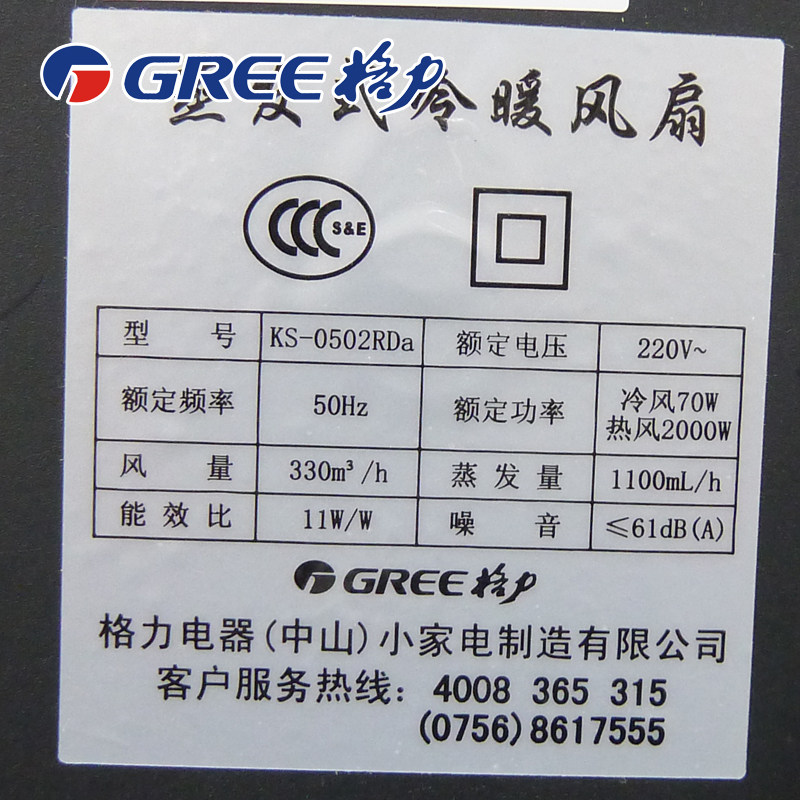 GREE格力
蒸发式冷暖风扇
CCC S&E
型号 KS-0502RDa 额定电压 220V~
额定频率 50Hz 额定功率 冷风70W
热风2000W
风量 330m³/h 蒸发量 1100mL/h
能效比 11W/W 噪音 ≤61dB(A)
GREE格力
格力电器(中山)小家电制造有限公司
客户服务热线: 4008 365 315
(0756)8617555